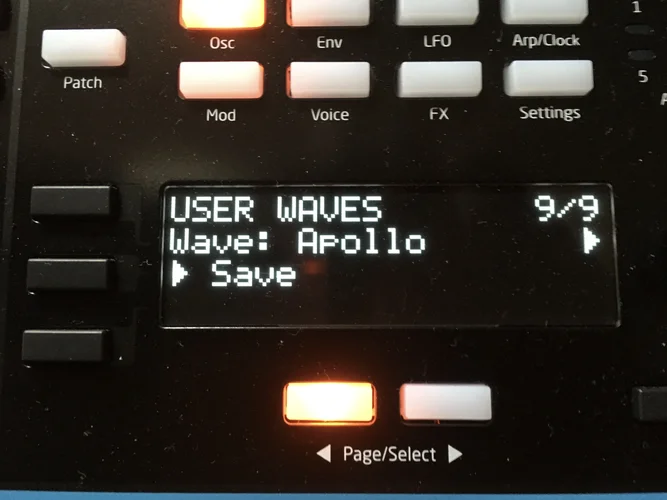 Osc Env LFO Arp/Clock 1
Patch
Mod Voice FX Settings 5
USER WAVES 9/9
Wave: Apollo ▶
▶ Save
◀ Page/Select ▶